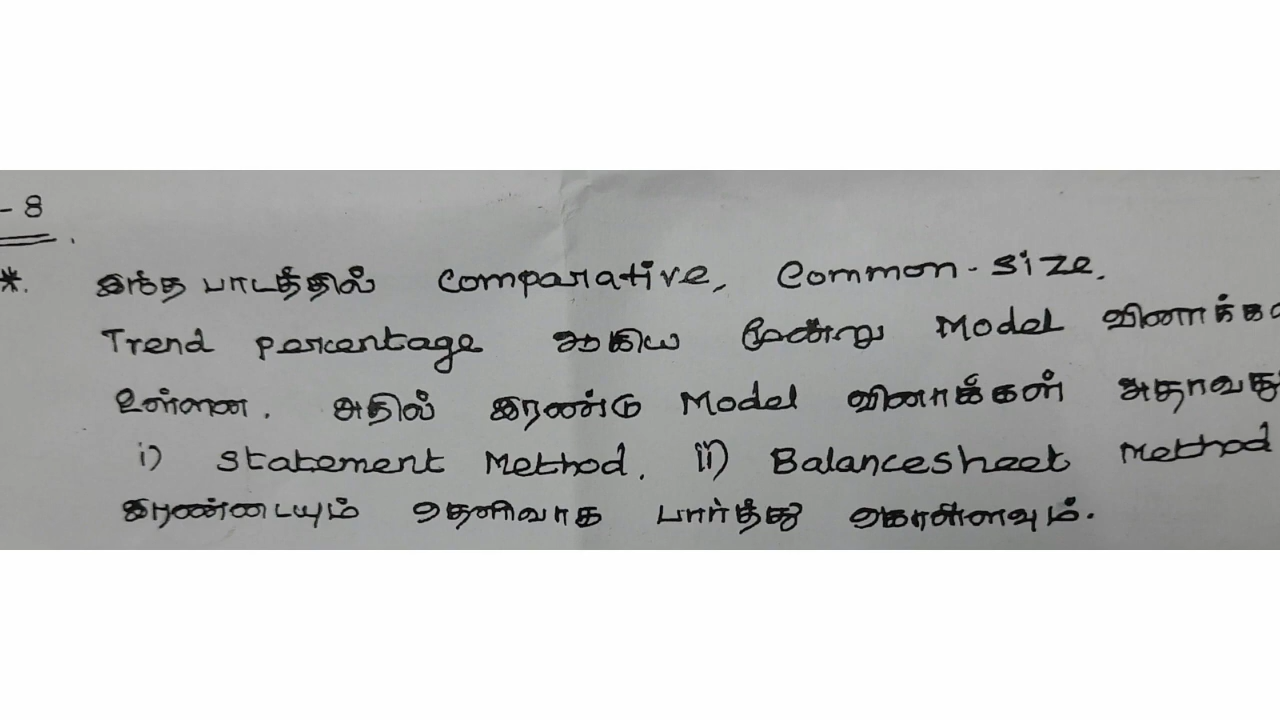 - 8
*. இந்த பாடத்தில் Comparative, Common-Size,
Trend percentage ஆகிய மூன்று Model வினாக்கள்
உள்ளன. அதில் இரண்டு Model வினாக்கள் அதாவது
i) Statement Method. ii) Balancesheet Method
இரண்டையும் தெளிவாக பார்த்து கொள்ளவும்.